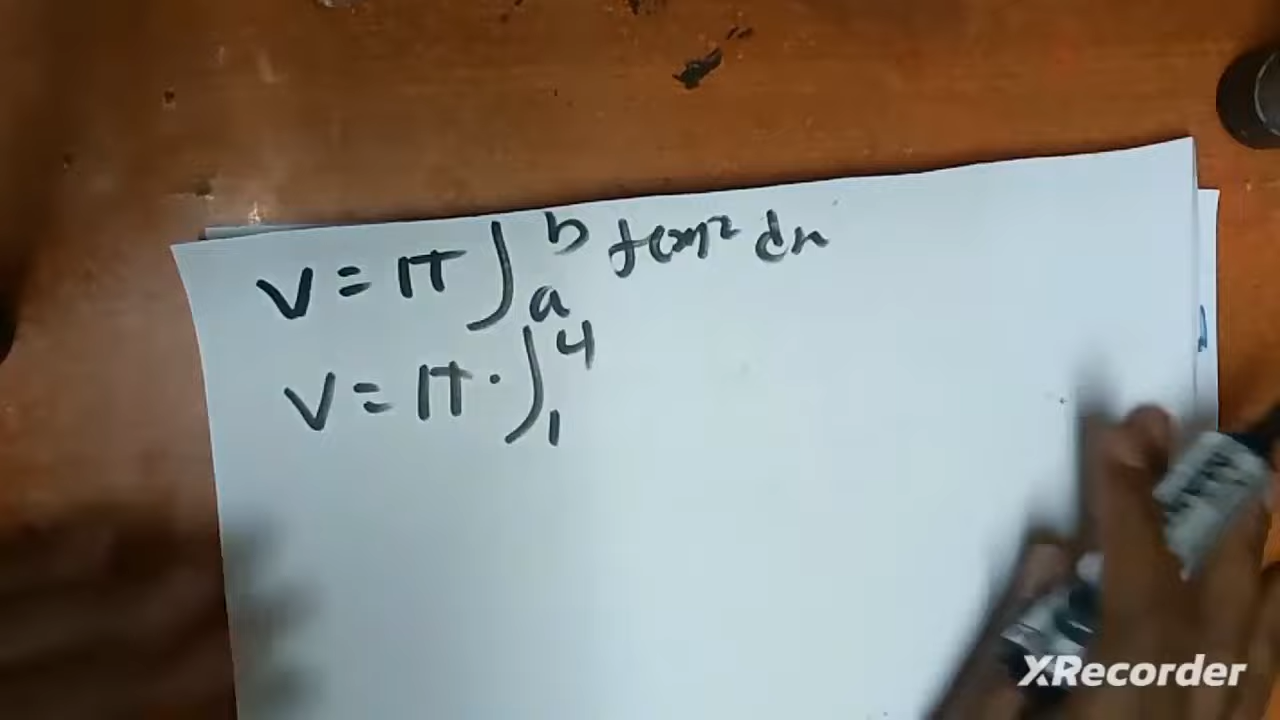 V = π ∫ₐᵇ f(x)² dx
V = π · ∫₁⁴
XRecorder